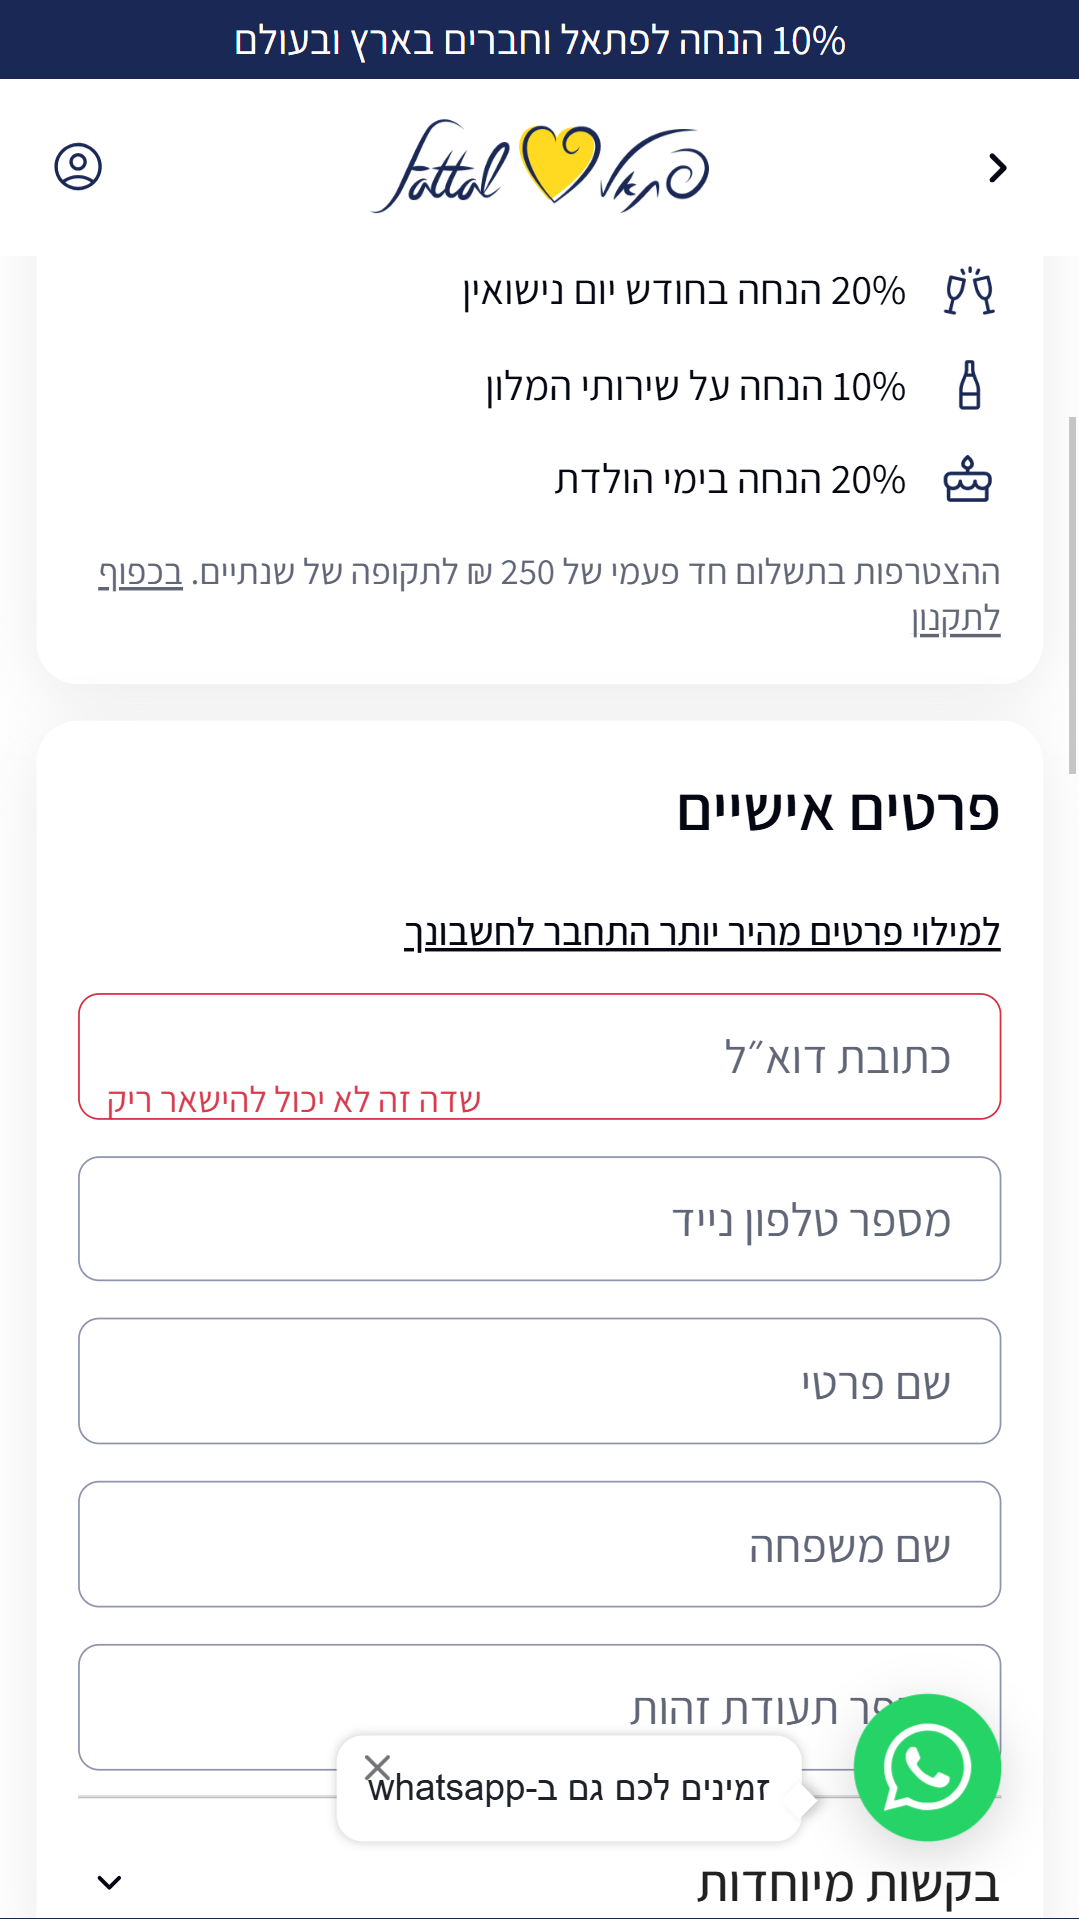 10% הנחה לפתאל וחברים בארץ ובעולם
fattal פתאל
20% הנחה בחודש יום נישואין
10% הנחה על שירותי המלון
20% הנחה בימי הולדת
ההצטרפות בתשלום חד פעמי של 250 ₪ לתקופה של שנתיים. בכפוף
לתקנון
פרטים אישיים
למילוי פרטים מהיר יותר התחבר לחשבונך
כתובת דוא״ל
שדה זה לא יכול להישאר ריק
מספר טלפון נייד
שם פרטי
שם משפחה
תעודת זהות
זמינים לכם גם ב-whatsapp
בקשות מיוחדות